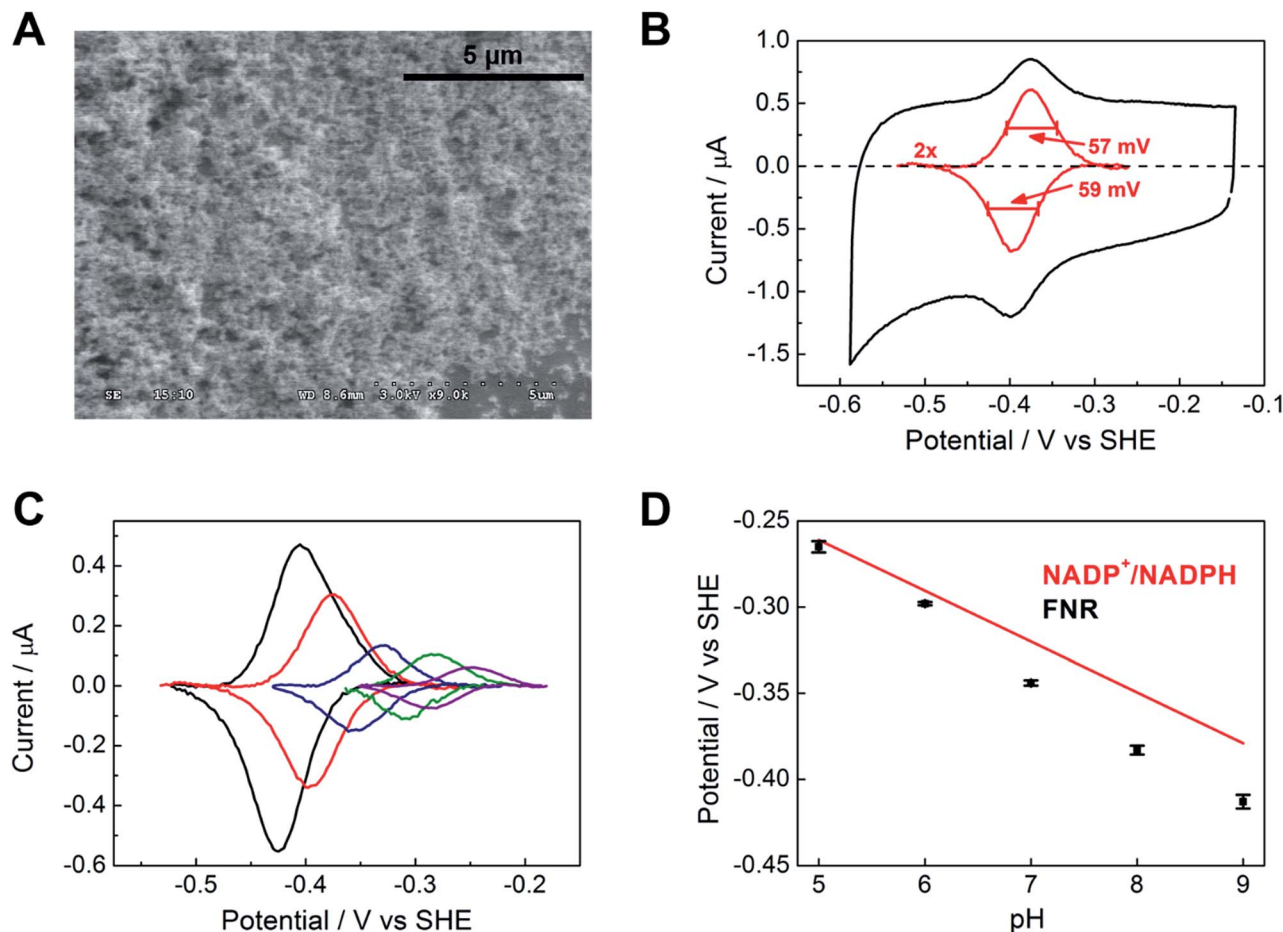 A
5 µm
SE 15:10 WD 8.6mm 3.0kV x9.0k 5um
B
1.0
0.5
0.0
-0.5
-1.0
-1.5
Current / µA
2x
57 mV
59 mV
-0.6 -0.5 -0.4 -0.3 -0.2 -0.1
Potential / V vs SHE
C
0.4
0.2
0.0
-0.2
-0.4
-0.6
Current / µA
-0.5 -0.4 -0.3 -0.2
Potential / V vs SHE
D
-0.25
-0.30
-0.35
-0.40
-0.45
Potential / V vs SHE
NADP⁺/NADPH
FNR
5 6 7 8 9
pH